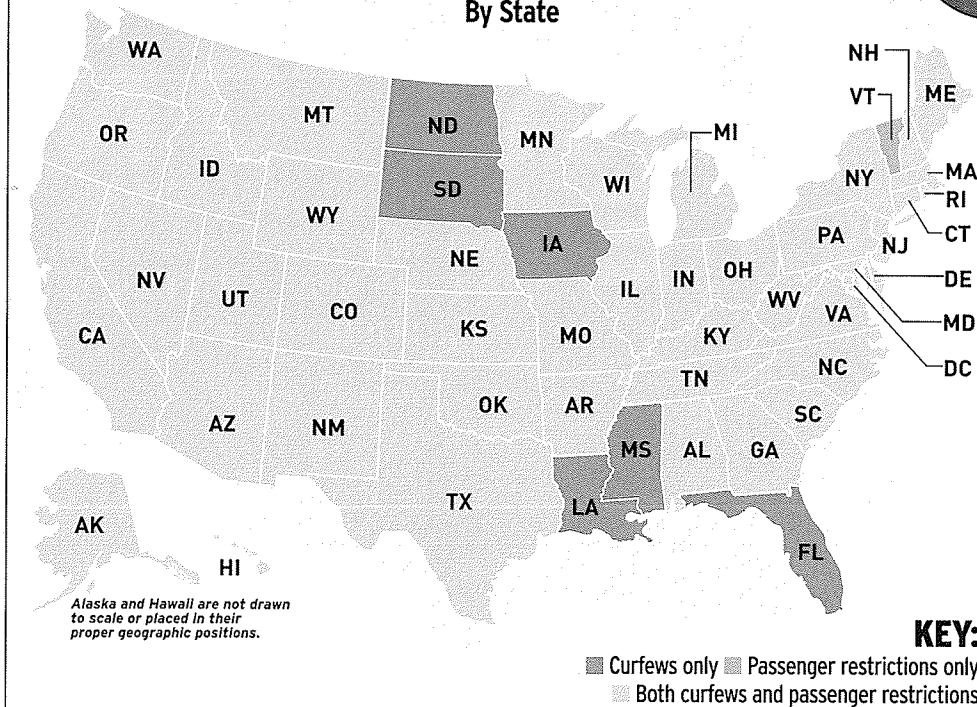 By State
WA
MT
ND
MN
MI
NH
VT
ME
OR
ID
SD
WI
NY
MA
RI
CT
WY
IA
PA
NJ
NE
DE
NV
UT
CO
IL
IN
OH
WV
VA
MD
DC
CA
KS
MO
KY
NC
TN
AZ
NM
OK
AR
SC
MS
AL
GA
TX
LA
FL
AK
HI
Alaska and Hawaii are not drawn
to scale or placed in their
proper geographic positions.
KEY:
Curfews only Passenger restrictions only
Both curfews and passenger restrictions